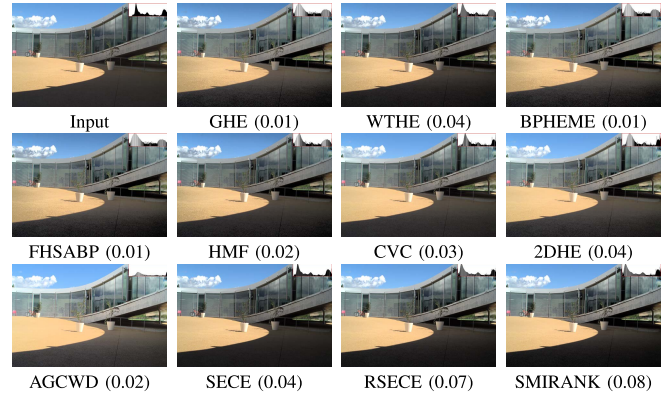 Input GHE (0.01) WTHE (0.04) BPHEME (0.01)
FHSABP (0.01) HMF (0.02) CVC (0.03) 2DHE (0.04)
AGCWD (0.02) SECE (0.04) RSECE (0.07) SMIRANK (0.08)